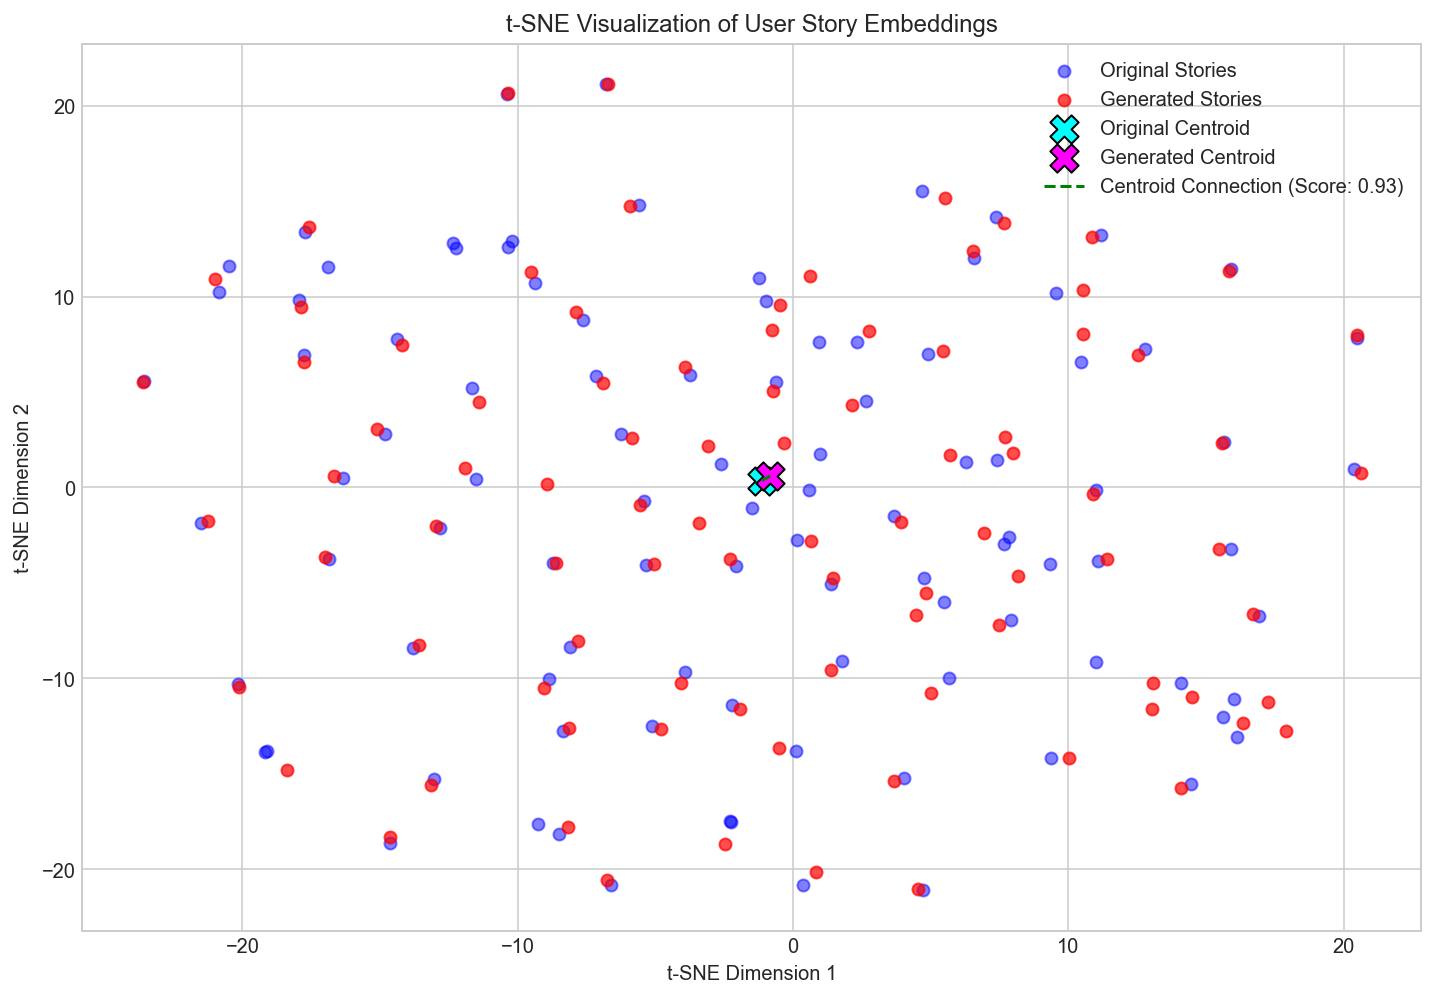 t-SNE Visualization of User Story Embeddings
Original Stories
Generated Stories
Original Centroid
Generated Centroid
Centroid Connection (Score: 0.93)
20
10
0
−10
−20
t-SNE Dimension 2
−20
−10
0
10
20
t-SNE Dimension 1